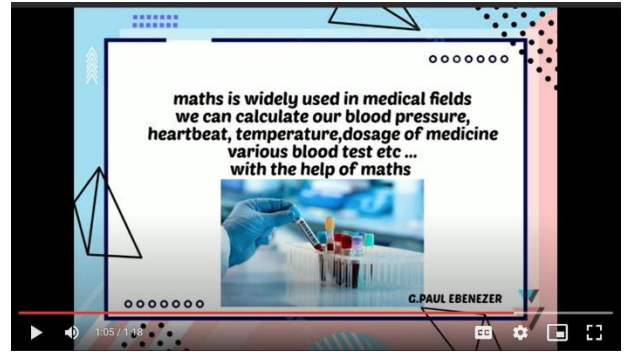 maths is widely used in medical fields
we can calculate our blood pressure,
heartbeat, temperature,dosage of medicine
various blood test etc ...
with the help of maths
G.PAUL EBENEZER
1:05 / 1:18
CC